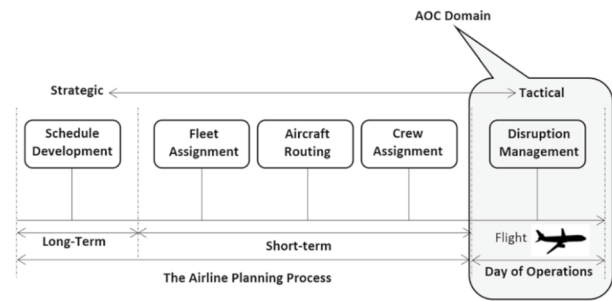 AOC Domain
Strategic
Tactical
Schedule
Development
Fleet
Assignment
Aircraft
Routing
Crew
Assignment
Disruption
Management
Long-Term
Short-term
Flight
The Airline Planning Process
Day of Operations